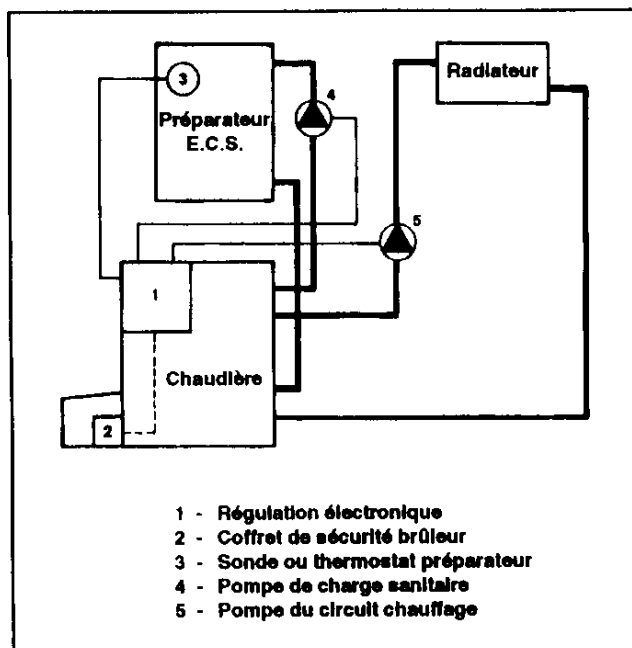 3
Préparateur
E.C.S.
4
Radiateur
5
1
Chaudière
2
1 - Régulation électronique
2 - Coffret de sécurité brûleur
3 - Sonde ou thermostat préparateur
4 - Pompe de charge sanitaire
5 - Pompe du circuit chauffage